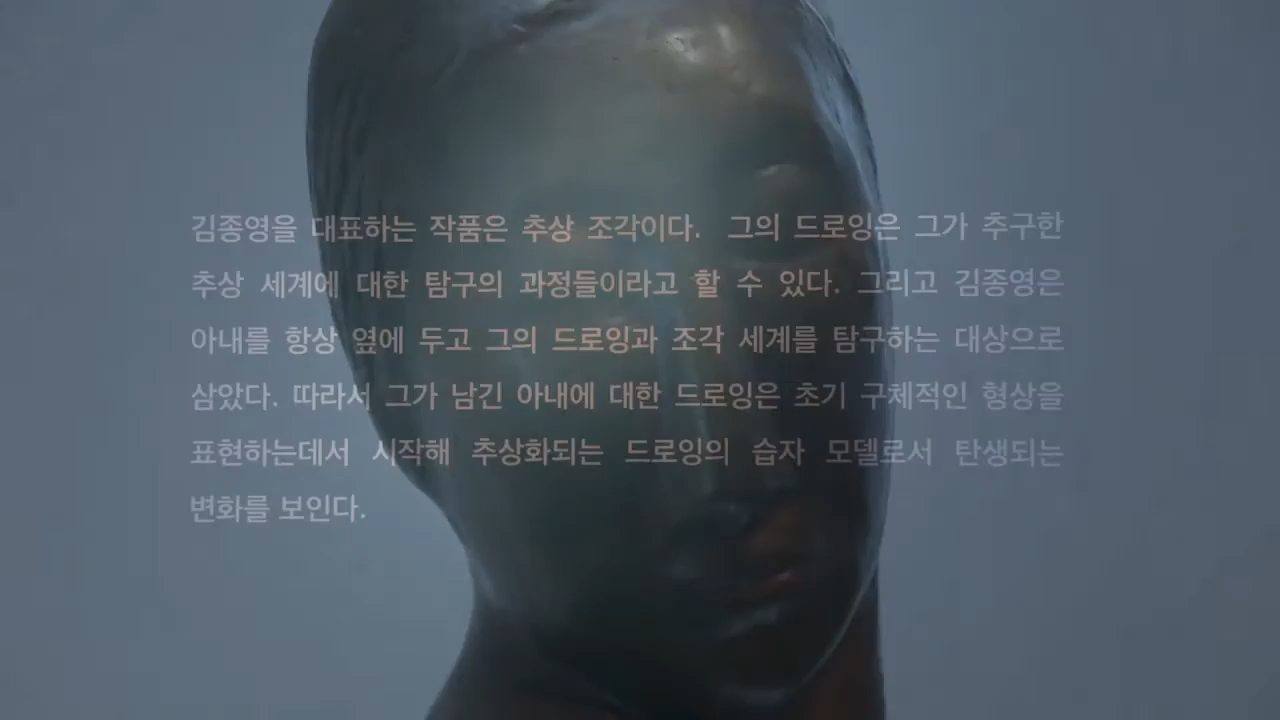 김종영을 대표하는 작품은 추상 조각이다. 그의 드로잉은 그가 추구한
추상 세계에 대한 탐구의 과정들이라고 할 수 있다. 그리고 김종영은
아내를 항상 옆에 두고 그의 드로잉과 조각 세계를 탐구하는 대상으로
삼았다. 따라서 그가 남긴 아내에 대한 드로잉은 초기 구체적인 형상을
표현하는데서 시작해 추상화되는 드로잉의 습자 모델로서 탄생되는
변화를 보인다.